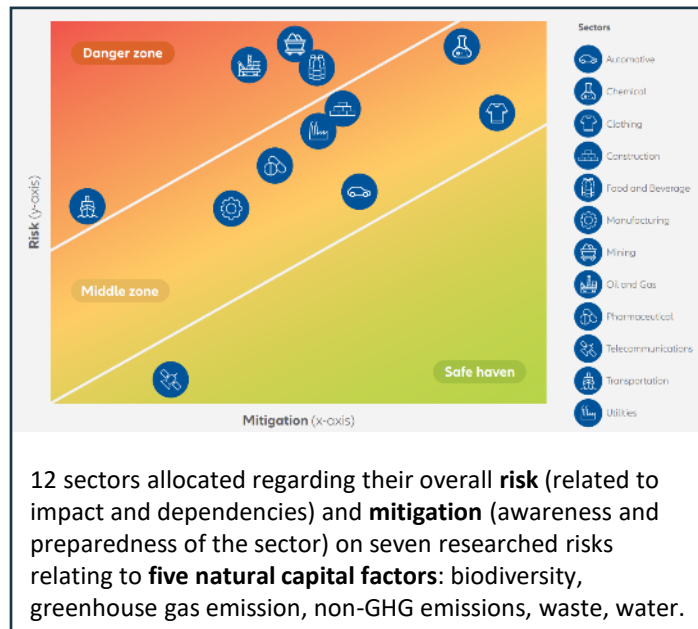 Danger zone
Middle zone
Safe haven
Risk (y-axis)
Mitigation (x-axis)
Sectors
Automotive
Chemical
Clothing
Construction
Food and Beverage
Manufacturing
Mining
Oil and Gas
Pharmaceutical
Telecommunications
Transportation
Utilities
12 sectors allocated regarding their overall risk (related to
impact and dependencies) and mitigation (awareness and
preparedness of the sector) on seven researched risks
relating to five natural capital factors: biodiversity,
greenhouse gas emission, non-GHG emissions, waste, water.